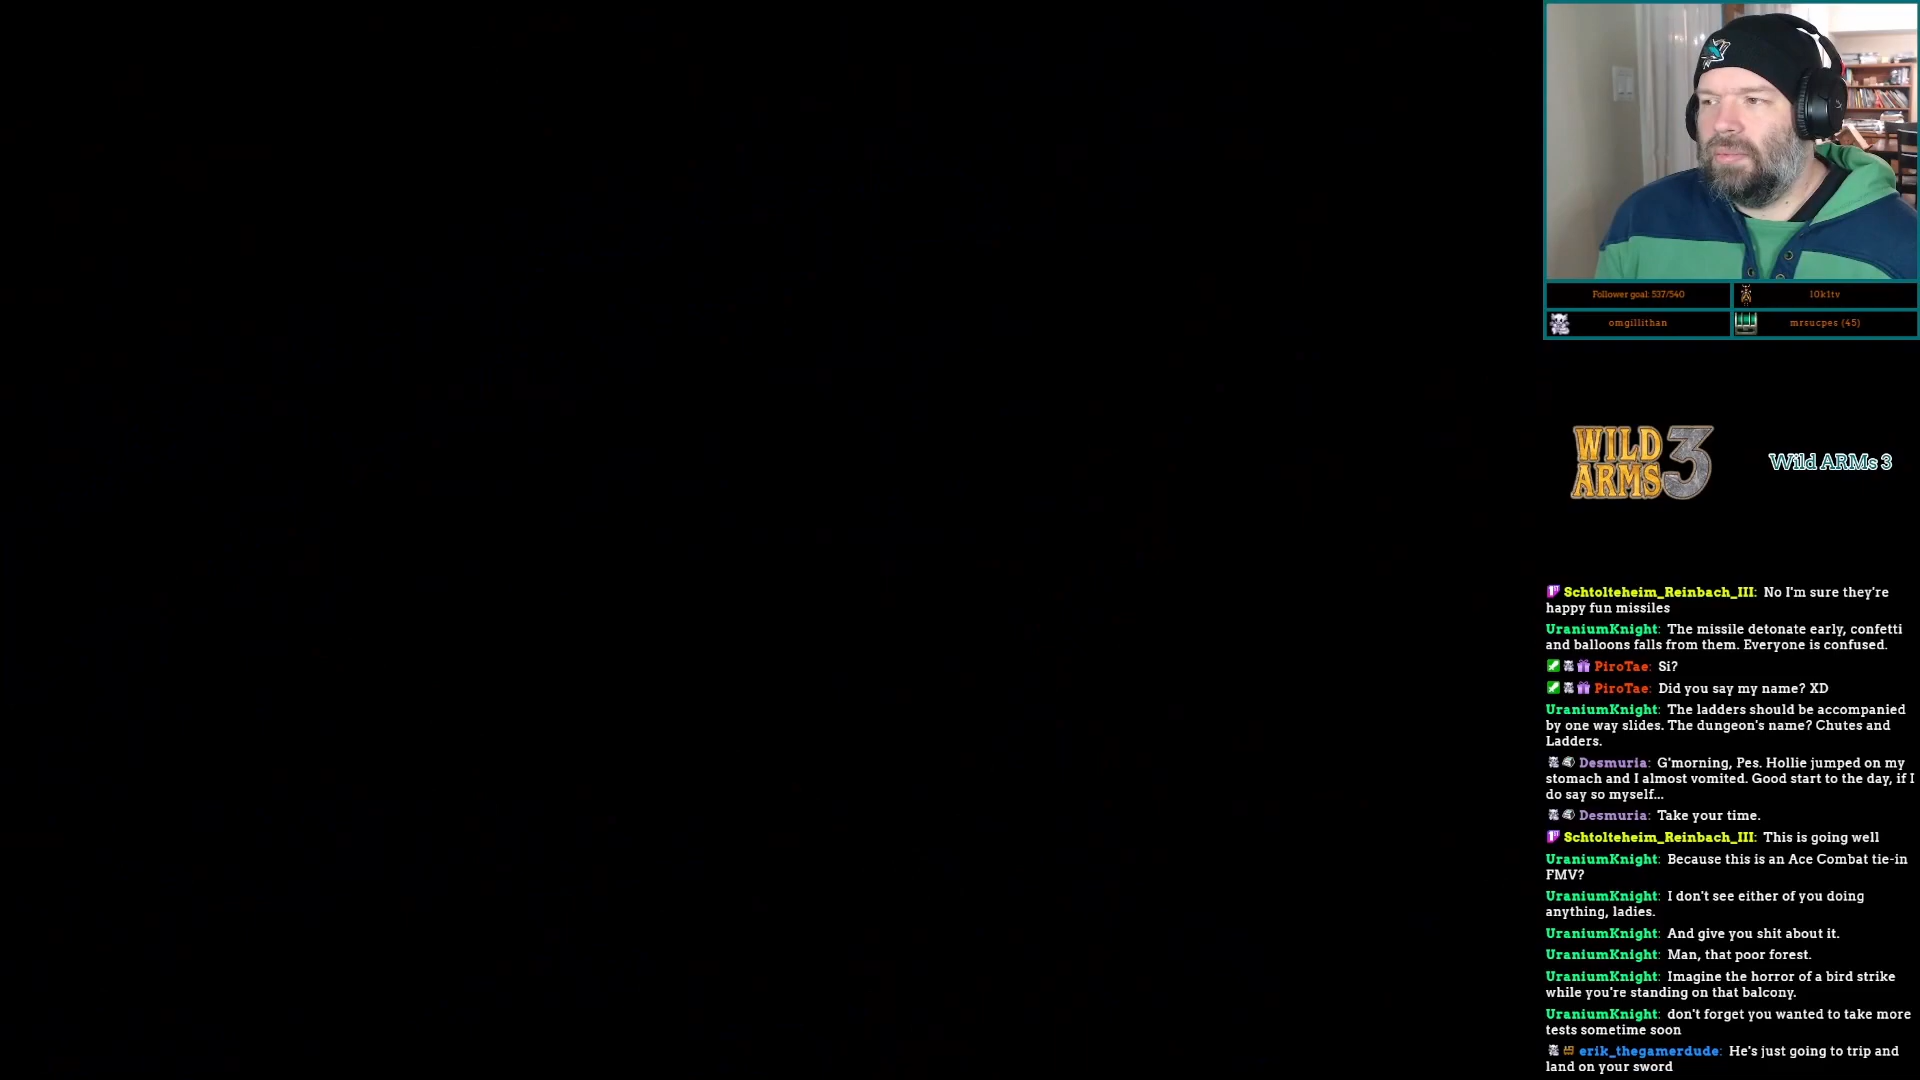 Follower goal: 537/540
10k1tv
omgillithan
mrsucpes (45)
WILD ARMS 3
Wild ARMs 3
Schtolteheim_Reinbach_III: No I'm sure they're
happy fun missiles
UraniumKnight: The missile detonate early, confetti
and balloons falls from them. Everyone is confused.
PiroTae: Si?
PiroTae: Did you say my name? XD
UraniumKnight: The ladders should be accompanied
by one way slides. The dungeon's name? Chutes and
Ladders.
Desmuria: G'morning, Pes. Hollie jumped on my
stomach and I almost vomited. Good start to the day, if I
do say so myself...
Desmuria: Take your time.
Schtolteheim_Reinbach_III: This is going well
UraniumKnight: Because this is an Ace Combat tie-in
FMV?
UraniumKnight: I don't see either of you doing
anything, ladies.
UraniumKnight: And give you shit about it.
UraniumKnight: Man, that poor forest.
UraniumKnight: Imagine the horror of a bird strike
while you're standing on that balcony.
UraniumKnight: don't forget you wanted to take more
tests sometime soon
erik_thegamerdude: He's just going to trip and
land on your sword